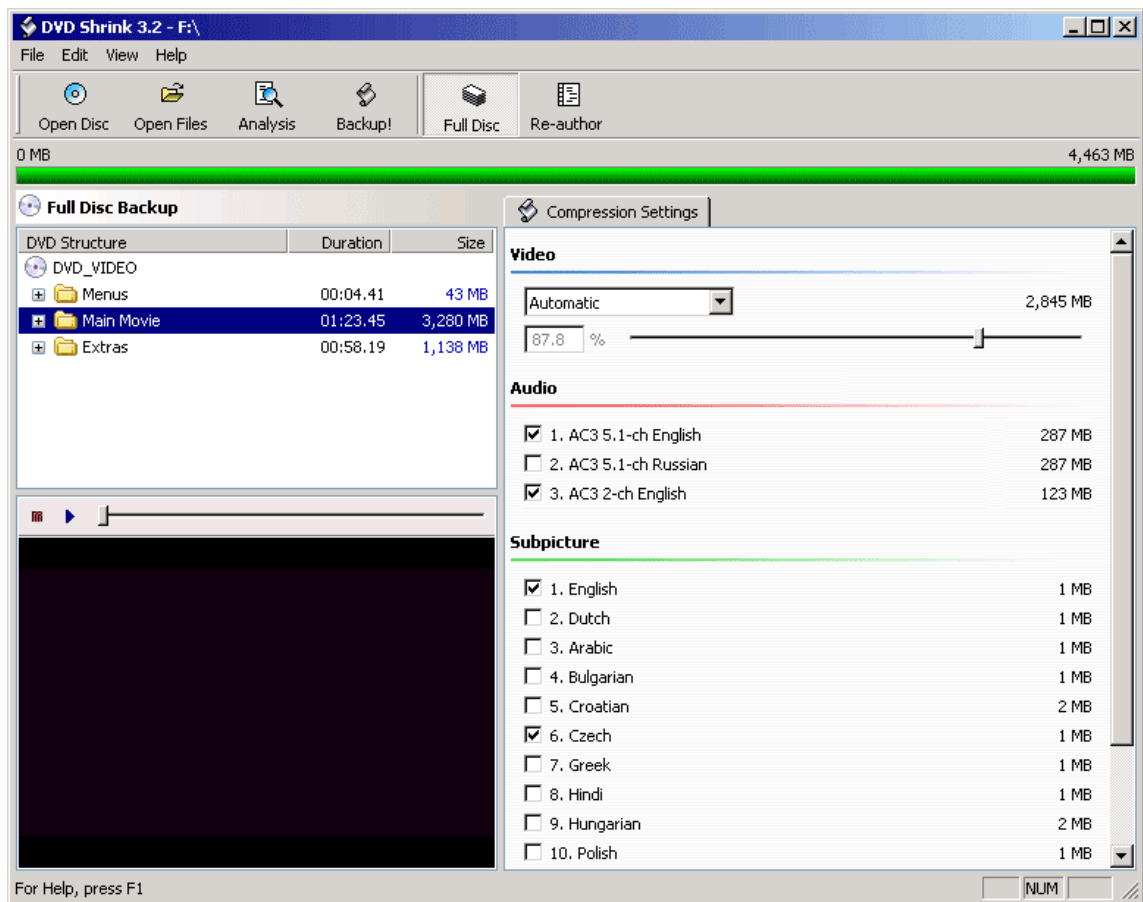 DVD Shrink 3.2 - F:\
File Edit View Help
Open Disc Open Files Analysis Backup! Full Disc Re-author
0 MB 4,463 MB
Full Disc Backup
DVD Structure Duration Size
DVD_VIDEO
Menus 00:04.41 43 MB
Main Movie 01:23.45 3,280 MB
Extras 00:58.19 1,138 MB
Compression Settings
Video
Automatic 2,845 MB
87.8 %
Audio
1. AC3 5.1-ch English 287 MB
2. AC3 5.1-ch Russian 287 MB
3. AC3 2-ch English 123 MB
Subpicture
1. English 1 MB
2. Dutch 1 MB
3. Arabic 1 MB
4. Bulgarian 1 MB
5. Croatian 2 MB
6. Czech 1 MB
7. Greek 1 MB
8. Hindi 1 MB
9. Hungarian 2 MB
10. Polish 1 MB
For Help, press F1 NUM